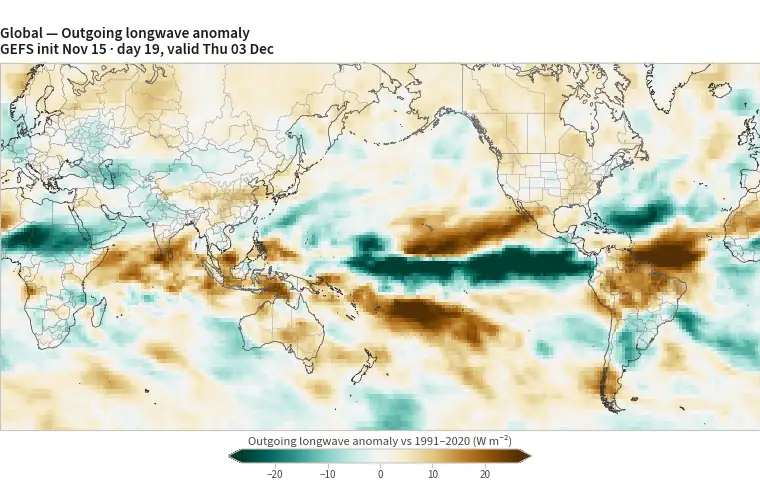 Global — Outgoing longwave anomaly
GEFS init Nov 15 · day 19, valid Thu 03 Dec
Outgoing longwave anomaly vs 1991–2020 (W m⁻²)
−20 −10 0 10 20